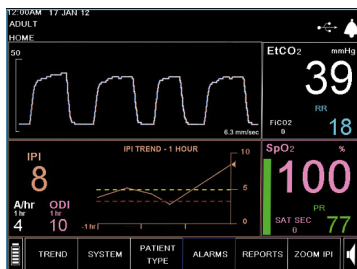 12:00AM 17 JAN 12
ADULT
HOME
50
0
6.3 mm/sec
EtCO2 mmHg
39
RR
FiCO2
0
18
IPI
8
IPI TREND - 1 HOUR
10
5
0
-1 hr
A/hr ODI
1 hr 1 hr
4 10
SpO2 %
100
PR
SAT SEC
0
77
TREND
SYSTEM
PATIENT
TYPE
ALARMS
REPORTS
ZOOM IPI